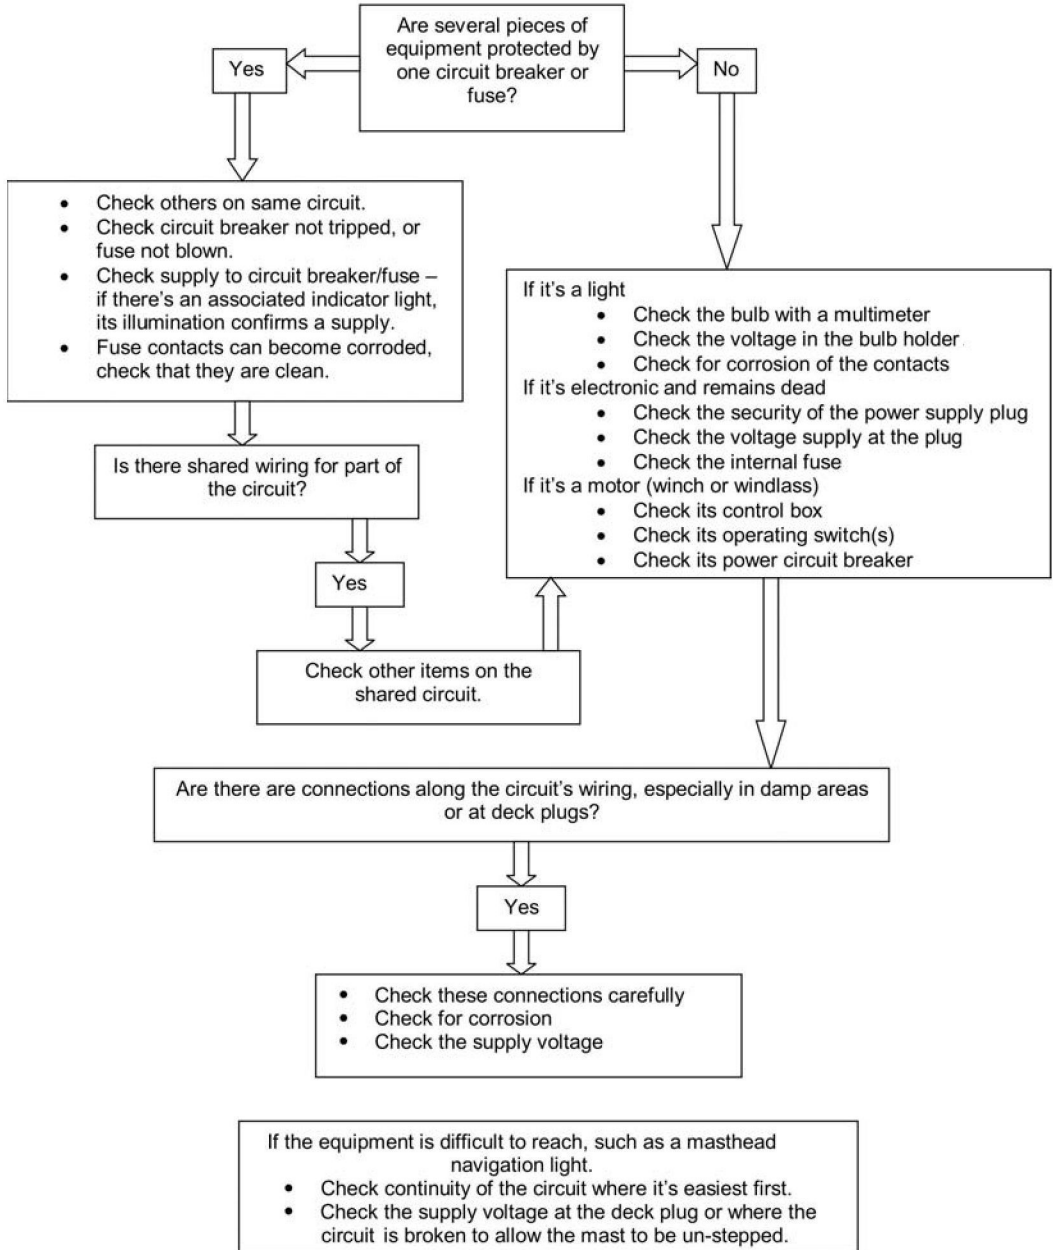 Are several pieces of
equipment protected by
one circuit breaker or
fuse?
Yes
No
• Check others on same circuit.
• Check circuit breaker not tripped, or
fuse not blown.
• Check supply to circuit breaker/fuse –
if there's an associated indicator light,
its illumination confirms a supply.
• Fuse contacts can become corroded,
check that they are clean.
Is there shared wiring for part of
the circuit?
Yes
Check other items on the
shared circuit.
If it's a light
• Check the bulb with a multimeter
• Check the voltage in the bulb holder
• Check for corrosion of the contacts
If it's electronic and remains dead
• Check the security of the power supply plug
• Check the voltage supply at the plug
• Check the internal fuse
If it's a motor (winch or windlass)
• Check its control box
• Check its operating switch(s)
• Check its power circuit breaker
Are there are connections along the circuit's wiring, especially in damp areas
or at deck plugs?
Yes
• Check these connections carefully
• Check for corrosion
• Check the supply voltage
If the equipment is difficult to reach, such as a masthead
navigation light.
• Check continuity of the circuit where it's easiest first.
• Check the supply voltage at the deck plug or where the
circuit is broken to allow the mast to be un-stepped.